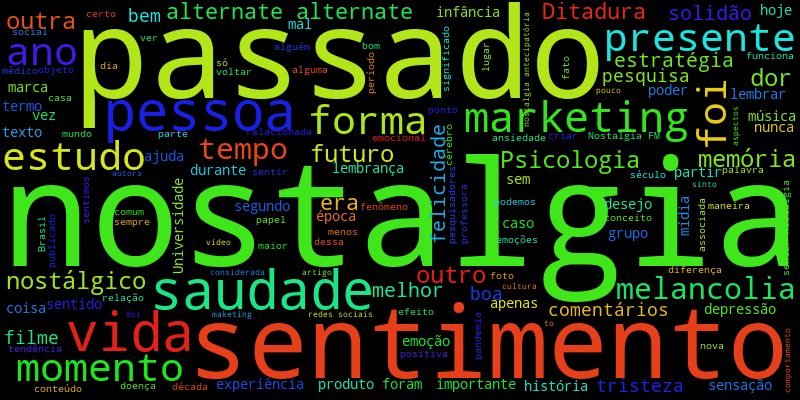 outra
certo
social
bem
mal
alternate alternate
infância
Ditadura
solidão
hoje
passado
ano
ver
dia
alguém
bom
só
voltar
alguma
período
significado
lugar
nostalgia antecipatória
fato
presente
estratégia
funciona
médico
objeto
marca
casa
termo
vez
texto
mundo
pessoa
parte
relacionada
forma
emocional
ponto
marketing
pesquisa
pouco
poder
dor
lembrar
foi
aspectos
música
nunca
ansiedade
criar
Nostalgia FM
estudo
ajuda
tempo
futuro
felicidade
cérebro
Psicologia
memória
autora
durante
sentir
lembrança
sem
século
partir
palavra
sinto
nostalgia
sentimos
Universidade
segundo
era
fenômeno
pesquisadores
professora
podemos
desejo
conceito
mídia
associada
maneira
comum
sempre
papel
época
menos
dessa
caso
emoções
grupo
Brasil
publicado
vídeo
maior
diferença
nostálgico
considerada
artigo
outro
foto
cultura
relação
saudade
melhor
boa
apenas
melancolia
coisa
sentido
comentários
depressão
vida
doi
maketing
redes sociais
efeito
to
sentimento
filme
tendência
emoção
positiva
pandemia
nova
comportamento
momento
conteúdo
doença
década
experiência
produto
foram
importante
história
tristeza
sensação